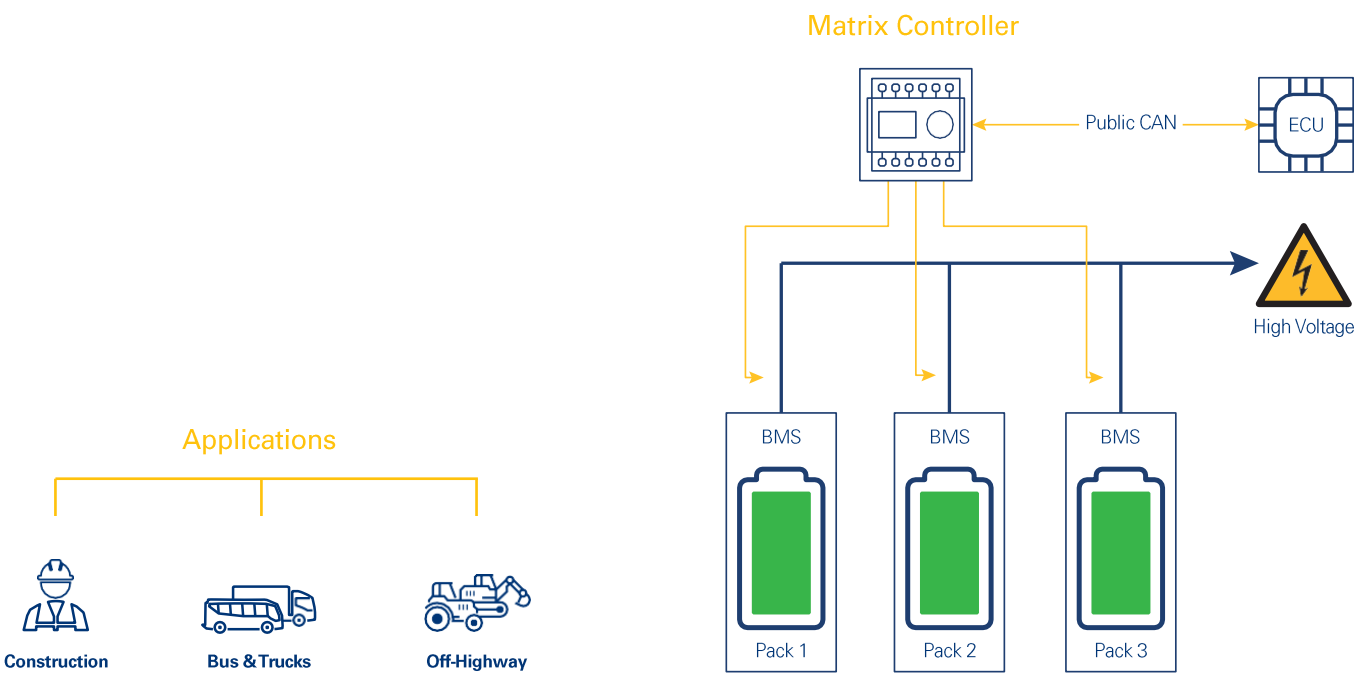 Matrix Controller
Public CAN
ECU
High Voltage
BMS
BMS
BMS
Pack 1
Pack 2
Pack 3
Applications
Construction
Bus & Trucks
Off-Highway